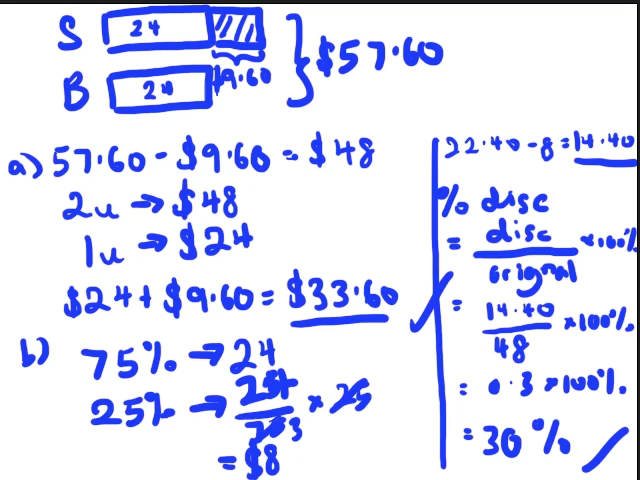 S 24
$9.60
B 24
$57.60
a) 57.60 - $9.60 = $48
2u → $48
1u → $24
$24 + $9.60 = $33.60
b) 75% → 24
25% → × 25
= $8
22.40 - 8 = 14.40
% disc
= disc/original × 100%
= 14.40/48 × 100%
= 0.3 × 100%
= 30%